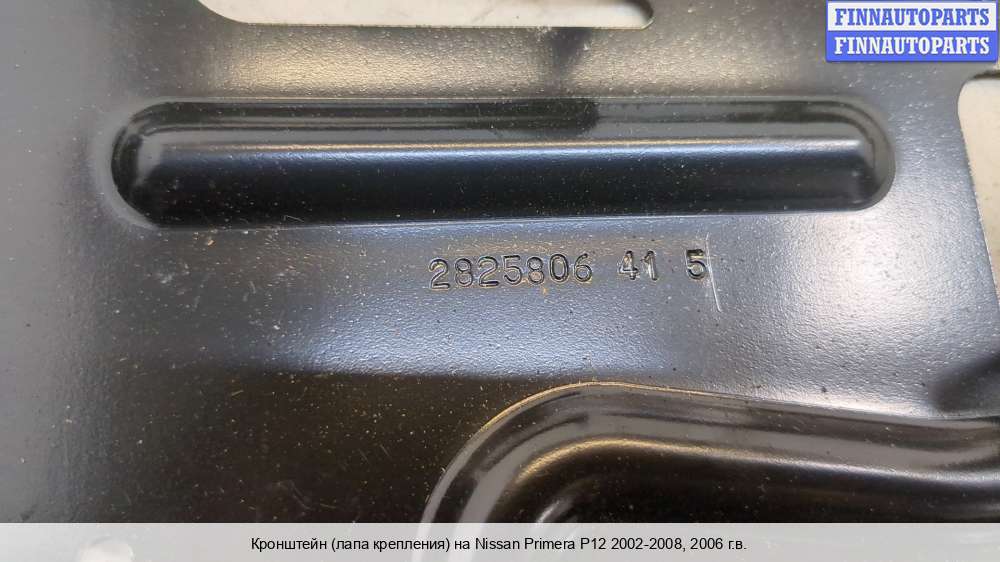 FINNAUTOPARTS
FINNAUTOPARTS
2825806 41 5
Кронштейн (лапа крепления) на Nissan Primera P12 2002-2008, 2006 г.в.